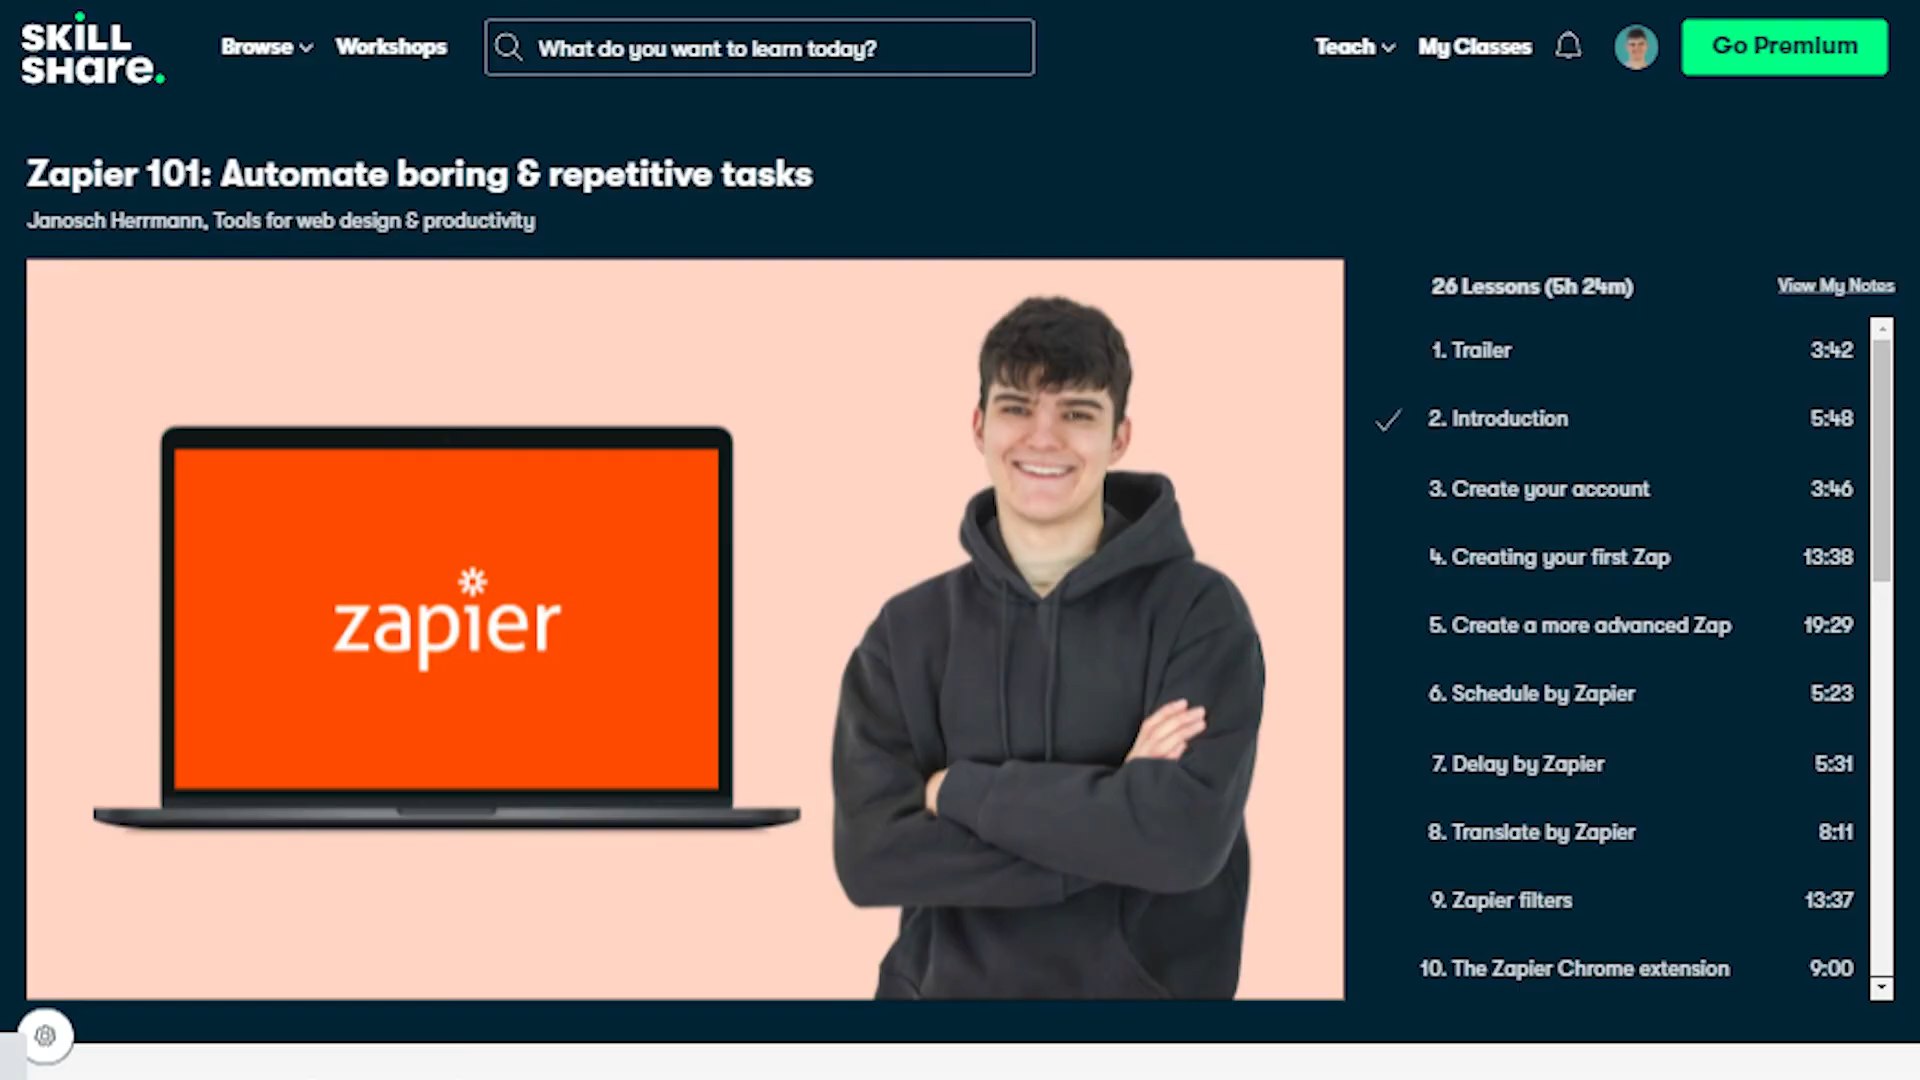 SKILL
SHare.
Browse
Workshops
What do you want to learn today?
Teach
My Classes
Go Premium
Zapier 101: Automate boring & repetitive tasks
Janosch Herrmann, Tools for web design & productivity
zapier
26 Lessons (5h 24m)
View My Notes
1. Trailer 3:42
2. Introduction 5:48
3. Create your account 3:46
4. Creating your first Zap 13:38
5. Create a more advanced Zap 19:29
6. Schedule by Zapier 5:23
7. Delay by Zapier 5:31
8. Translate by Zapier 8:11
9. Zapier filters 13:37
10. The Zapier Chrome extension 9:00